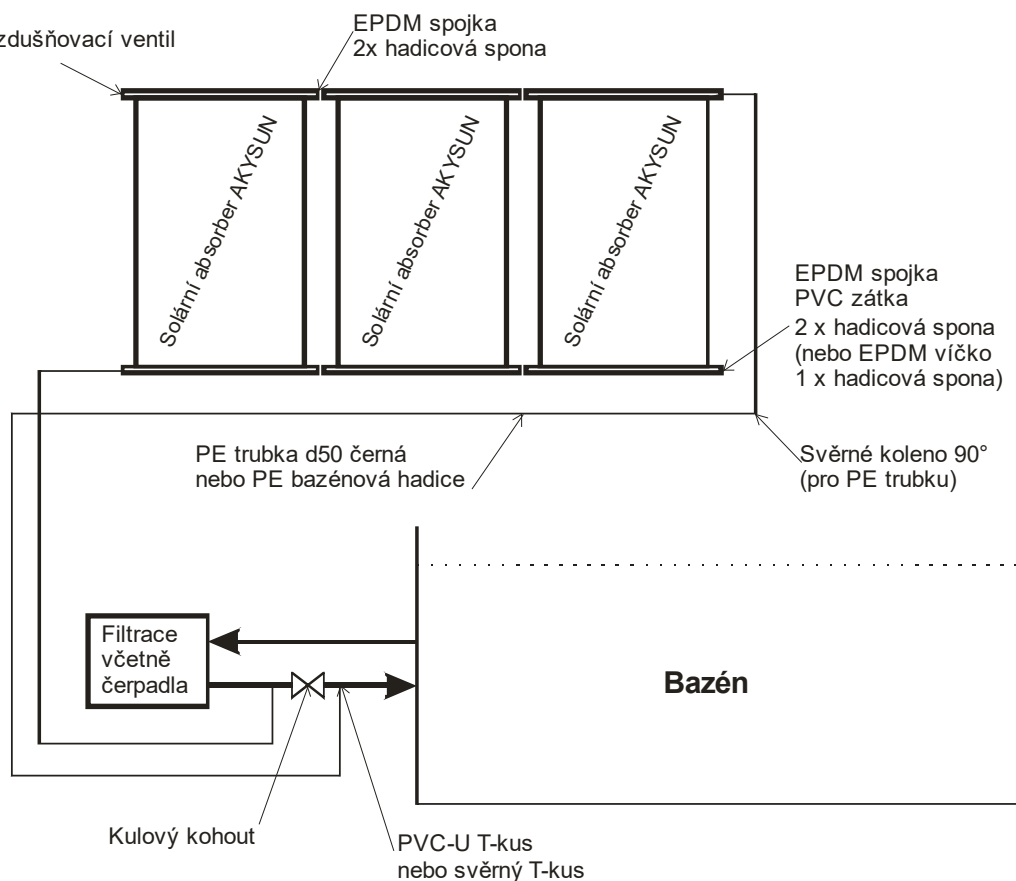 EPDM spojka
2x hadicová spona
zdušňovací ventil
Solární absorber AKYSUN
Solární absorber AKYSUN
Solární absorber AKYSUN
EPDM spojka
PVC zátka
2 x hadicová spona
(nebo EPDM víčko
1 x hadicová spona)
PE trubka d50 černá
nebo PE bazénová hadice
Svěrné koleno 90°
(pro PE trubku)
Filtrace
včetně
čerpadla
Bazén
Kulový kohout
PVC-U T-kus
nebo svěrný T-kus